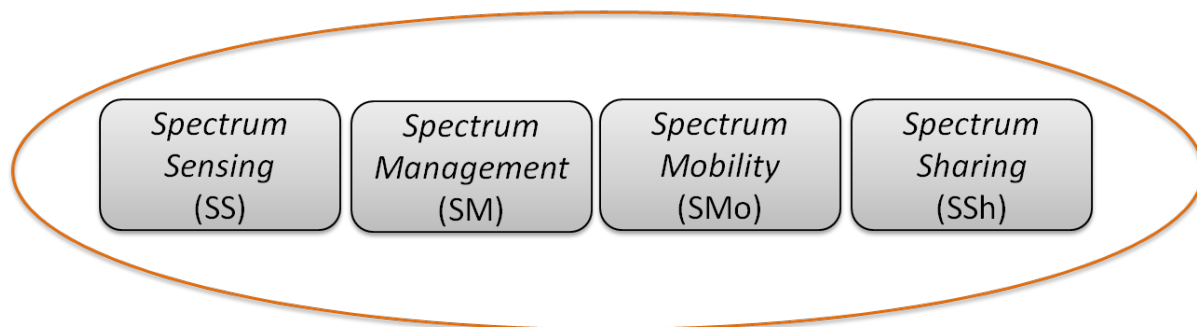 Spectrum
Sensing
(SS)
Spectrum
Management
(SM)
Spectrum
Mobility
(SMo)
Spectrum
Sharing
(SSh)